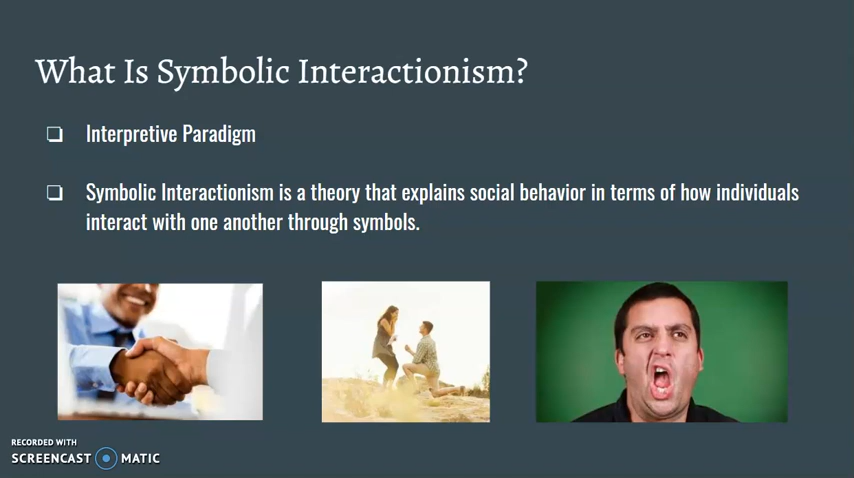 What Is Symbolic Interactionism?
Interpretive Paradigm
Symbolic Interactionism is a theory that explains social behavior in terms of how individuals
interact with one another through symbols.
RECORDED WITH
SCREENCAST MATIC